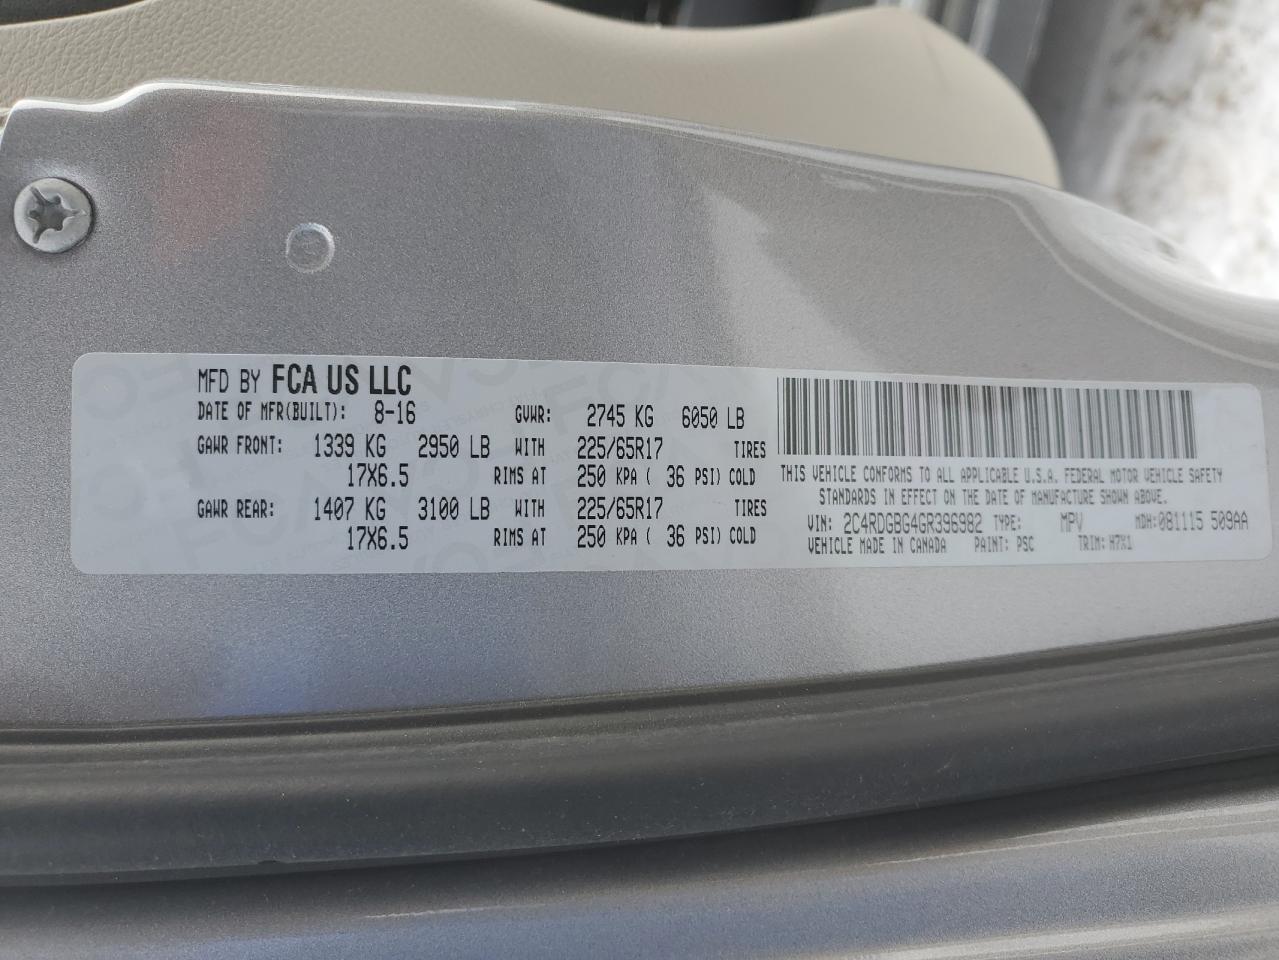 MFD BY FCA US LLC
DATE OF MFR(BUILT): 8-16 GVWR: 2745 KG 6050 LB
GAWR FRONT: 1339 KG 2950 LB WITH 225/65R17 TIRES
17X6.5 RIMS AT 250 KPA ( 36 PSI) COLD
GAWR REAR: 1407 KG 3100 LB WITH 225/65R17 TIRES
17X6.5 RIMS AT 250 KPA ( 36 PSI) COLD
THIS VEHICLE CONFORMS TO ALL APPLICABLE U.S.A. FEDERAL MOTOR VEHICLE SAFETY
STANDARDS IN EFFECT ON THE DATE OF MANUFACTURE SHOWN ABOVE.
VIN: 2C4RDGBG4GR396982 TYPE: MPV MDH:081115 509AA
VEHICLE MADE IN CANADA PAINT: PSC TRIM: H7X1